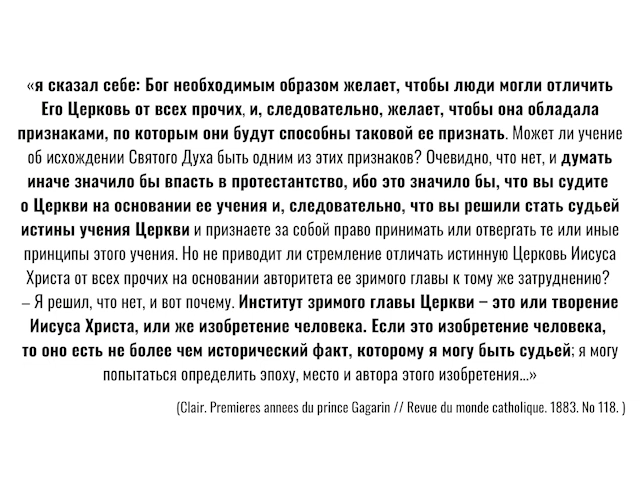 «я сказал себе: Бог необходимым образом желает, чтобы люди могли отличить
Его Церковь от всех прочих, и, следовательно, желает, чтобы она обладала
признаками, по которым они будут способны таковой ее признать. Может ли учение
об исхождении Святого Духа быть одним из этих признаков? Очевидно, что нет, и думать
иначе значило бы впасть в протестантство, ибо это значило бы, что вы судите
о Церкви на основании ее учения и, следовательно, что вы решили стать судьей
истины учения Церкви и признаете за собой право принимать или отвергать те или иные
принципы этого учения. Но не приводит ли стремление отличать истинную Церковь Иисуса
Христа от всех прочих на основании авторитета ее зримого главы к тому же затруднению?
– Я решил, что нет, и вот почему. Институт зримого главы Церкви – это или творение
Иисуса Христа, или же изобретение человека. Если это изобретение человека,
то оно есть не более чем исторический факт, которому я могу быть судьей; я могу
попытаться определить эпоху, место и автора этого изобретения...»
(Clair. Premieres annees du prince Gagarin // Revue du monde catholique. 1883. No 118. )